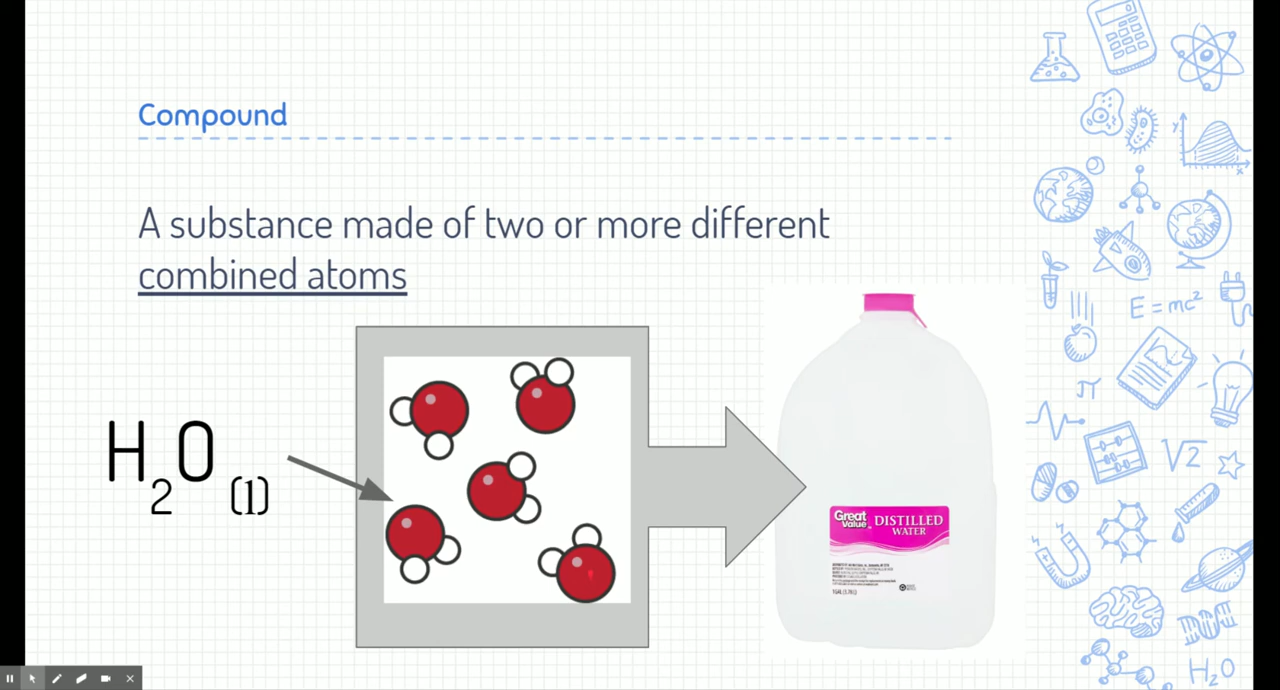 Compound
A substance made of two or more different
combined atoms
H₂O (l)
Great
Value
DISTILLED
WATER
E = mc²
π
√2
H₂O
y
x